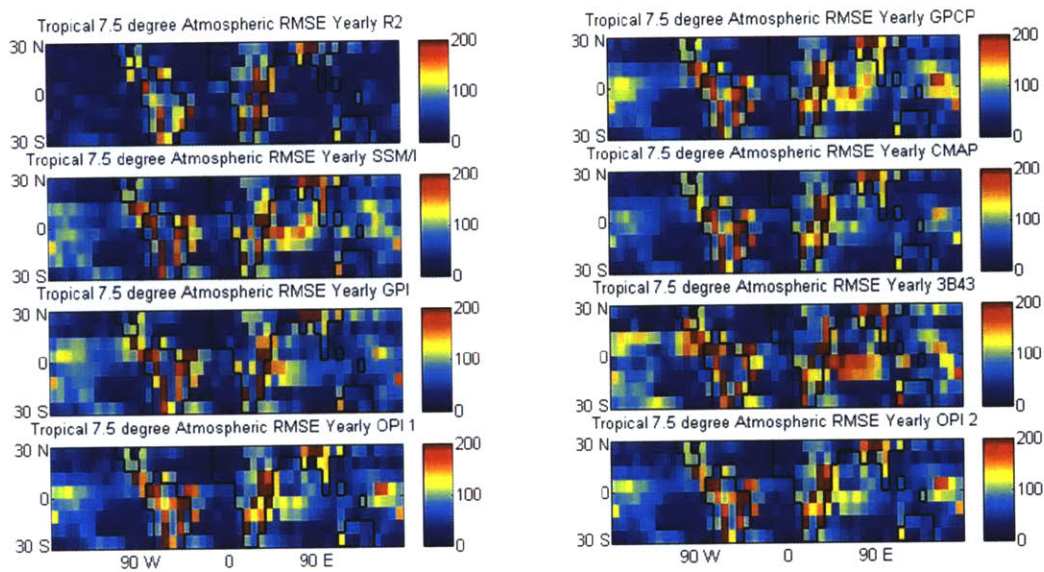 Tropical 7.5 degree Atmospheric RMSE Yearly R2
30 N
0
30 S
200
100
0
Tropical 7.5 degree Atmospheric RMSE Yearly SSM/I
30 N
0
30 S
200
100
0
Tropical 7.5 degree Atmospheric RMSE Yearly GPI
30 N
0
30 S
200
100
0
Tropical 7.5 degree Atmospheric RMSE Yearly OPI 1
30 N
0
30 S
200
100
0
90 W 0 90 E
Tropical 7.5 degree Atmospheric RMSE Yearly GPCP
30 N
0
30 S
200
100
0
Tropical 7.5 degree Atmospheric RMSE Yearly CMAP
30 N
0
30 S
200
100
0
Tropical 7.5 degree Atmospheric RMSE Yearly 3B43
30 N
0
30 S
200
100
0
Tropical 7.5 degree Atmospheric RMSE Yearly OPI 2
30 N
0
30 S
200
100
0
90 W 0 90 E